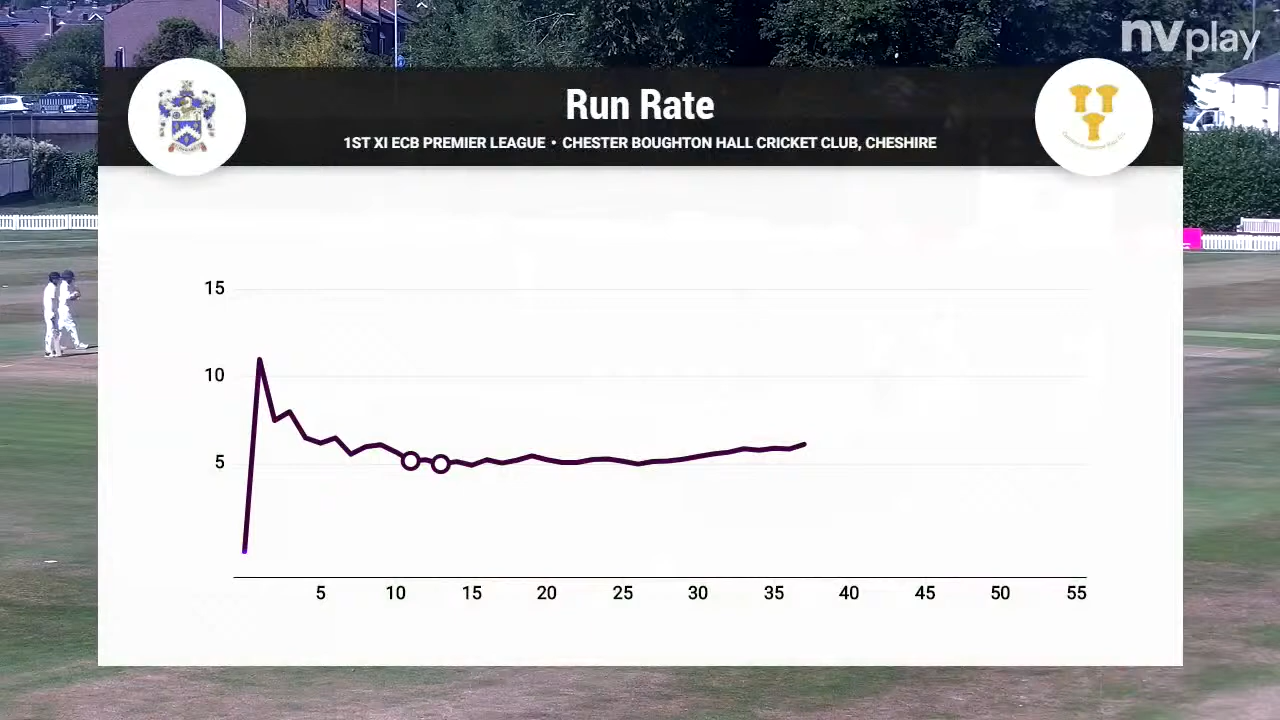 nvplay
Run Rate
1ST XI ECB PREMIER LEAGUE • CHESTER BOUGHTON HALL CRICKET CLUB, CHESHIRE
15
10
5
5 10 15 20 25 30 35 40 45 50 55